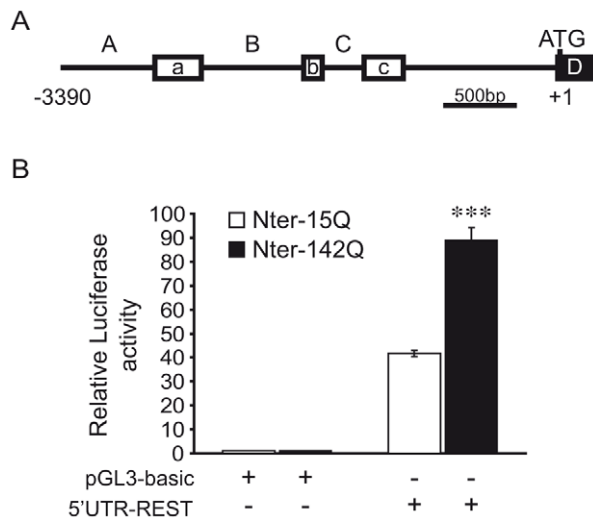 A
A B C ATG
a b c D
-3390 500bp +1
B
Nter-15Q ***
Nter-142Q
Relative Luciferase
activity
100
90
80
70
60
50
40
30
20
10
0
pGL3-basic + + - -
5'UTR-REST - - + +